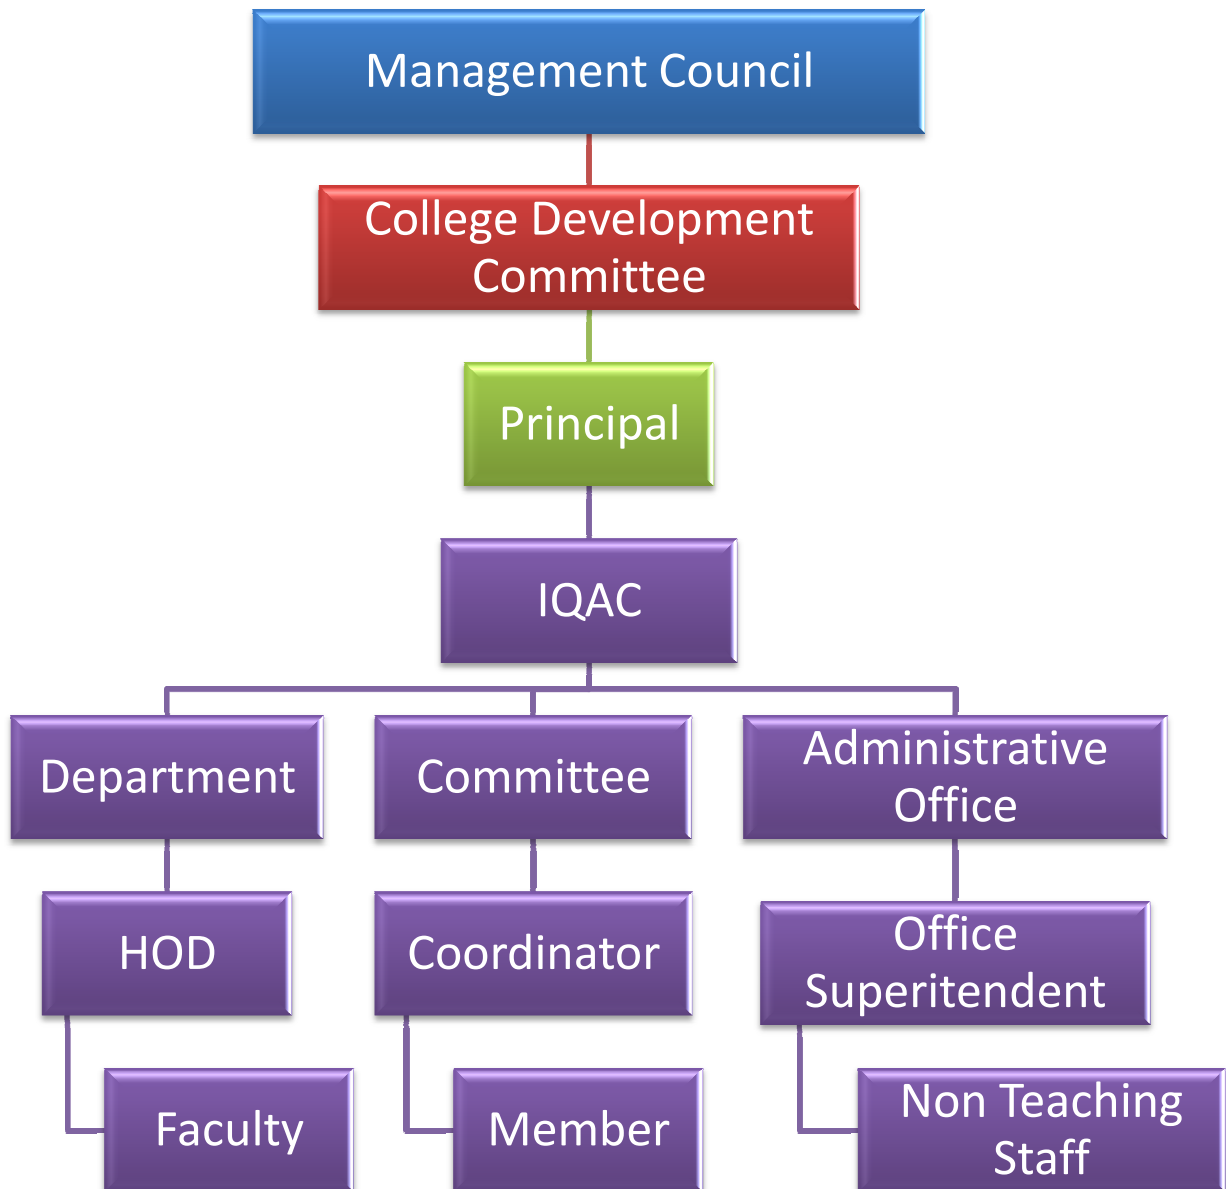 Management Council
College Development
Committee
Principal
IQAC
Department
Committee
Administrative
Office
HOD
Coordinator
Office
Superitendent
Faculty
Member
Non Teaching
Staff